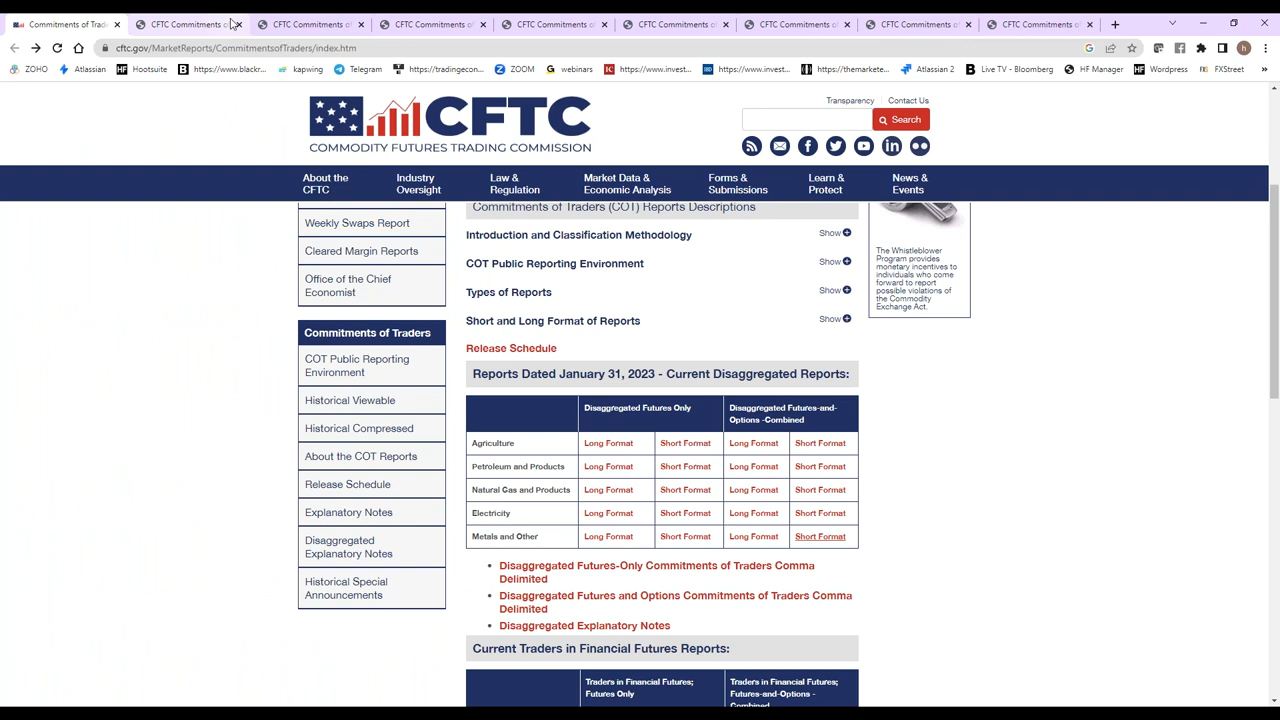 Commitments of Trade
CFTC Commitments o
CFTC Commitments of T
CFTC Commitments of T
CFTC Commitments of T
CFTC Commitments of T
CFTC Commitments of T
CFTC Commitments of T
CFTC Commitments of T
cftc.gov/MarketReports/CommitmentsofTraders/index.htm
h
ZOHO
Atlassian
Hootsuite
https://www.blackr...
kapwing
Telegram
https://tradingecon...
ZOOM
webinars
https://www.invest...
https://www.invest...
https://themarkete...
Atlassian 2
Live TV - Bloomberg
HF Manager
Wordpress
FXStreet
»
CFTC
COMMODITY FUTURES TRADING COMMISSION
Transparency
Contact Us
Search
About the
CFTC
Industry
Oversight
Law &
Regulation
Market Data &
Economic Analysis
Forms &
Submissions
Learn &
Protect
News &
Events
Weekly Swaps Report
Cleared Margin Reports
Office of the Chief
Economist
Commitments of Traders
COT Public Reporting
Environment
Historical Viewable
Historical Compressed
About the COT Reports
Release Schedule
Explanatory Notes
Disaggregated
Explanatory Notes
Historical Special
Announcements
Commitments of Traders (COT) Reports Descriptions
Introduction and Classification Methodology Show
COT Public Reporting Environment Show
Types of Reports Show
Short and Long Format of Reports Show
Release Schedule
Reports Dated January 31, 2023 - Current Disaggregated Reports:
Disaggregated Futures Only
Disaggregated Futures-and-
Options -Combined
Agriculture Long Format Short Format Long Format Short Format
Petroleum and Products Long Format Short Format Long Format Short Format
Natural Gas and Products Long Format Short Format Long Format Short Format
Electricity Long Format Short Format Long Format Short Format
Metals and Other Long Format Short Format Long Format Short Format
• Disaggregated Futures-Only Commitments of Traders Comma
Delimited
• Disaggregated Futures and Options Commitments of Traders Comma
Delimited
• Disaggregated Explanatory Notes
Current Traders in Financial Futures Reports:
Traders in Financial Futures;
Futures Only
Traders in Financial Futures;
Futures-and-Options -
Combined
The Whistleblower
Program provides
monetary incentives to
individuals who come
forward to report
possible violations of
the Commodity
Exchange Act.